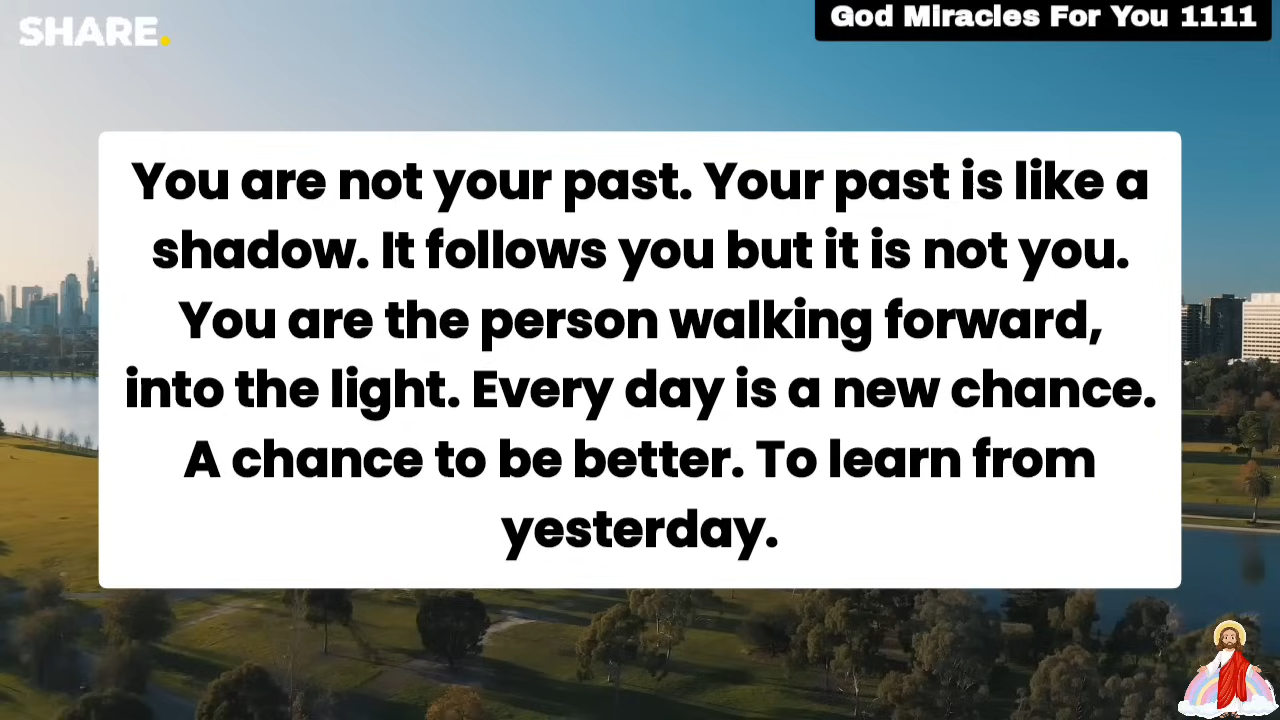 SHARE.
God Miracles For You 1111
You are not your past. Your past is like a
shadow. It follows you but it is not you.
You are the person walking forward,
into the light. Every day is a new chance.
A chance to be better. To learn from
yesterday.